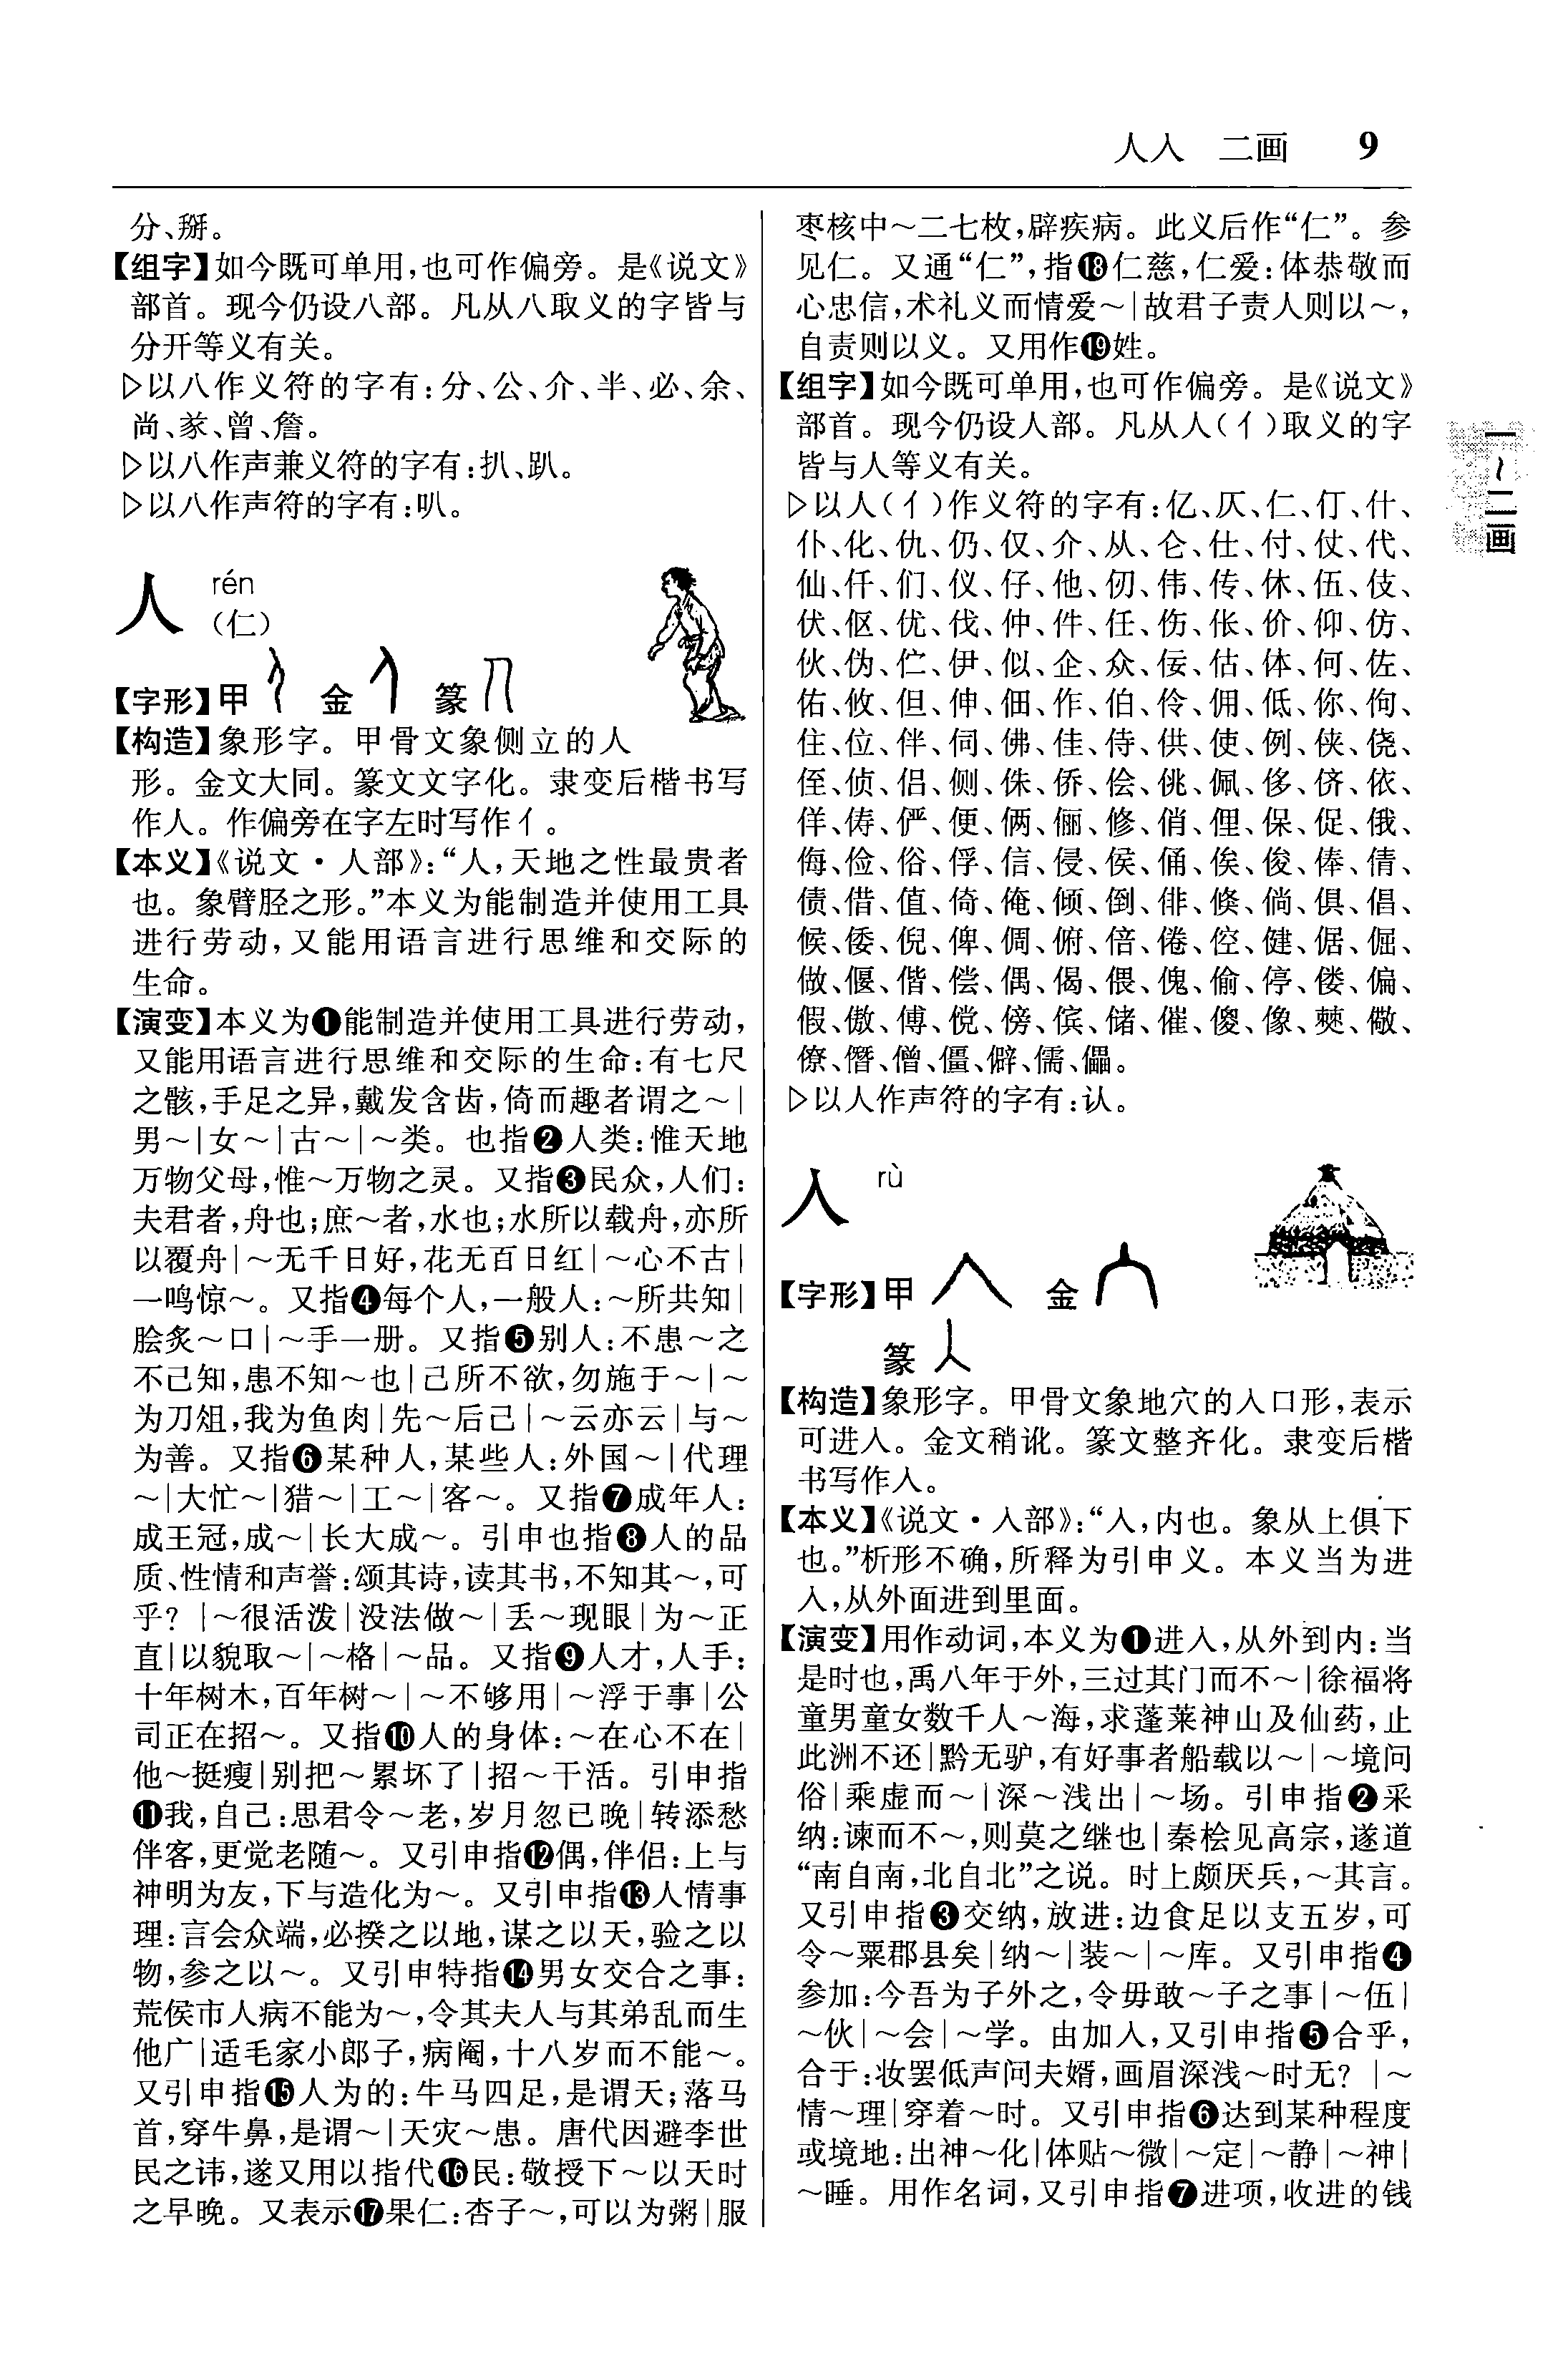 人入　二画　9
分、掰。
【组字】如今既可单用,也可作偏旁。是《说文》
部首。现今仍设八部。凡从八取义的字皆与
分开等义有关。
▷以八作义符的字有:分、公、介、半、必、余、
尚、㒸、曾、詹。
▷以八作声兼义符的字有:扒、趴。
▷以八作声符的字有:叭。
人 rén
(仁)
【字形】甲　金　篆
【构造】象形字。甲骨文象侧立的人
形。金文大同。篆文文字化。隶变后楷书写
作人。作偏旁在字左时写作亻。
【本义】《说文·人部》:“人,天地之性最贵者
也。象臂胫之形。”本义为能制造并使用工具
进行劳动,又能用语言进行思维和交际的
生命。
【演变】本义为❶能制造并使用工具进行劳动,
又能用语言进行思维和交际的生命:有七尺
之骸,手足之异,戴发含齿,倚而趣者谓之～|
男～|女～|古～|～类。也指❷人类:惟天地
万物父母,惟～万物之灵。又指❸民众,人们:
夫君者,舟也;庶～者,水也;水所以载舟,亦所
以覆舟|～无千日好,花无百日红|～心不古|
一鸣惊～。又指❹每个人,一般人:～所共知|
脍炙～口|～手一册。又指❺别人:不患～之
不己知,患不知～也|己所不欲,勿施于～|～
为刀俎,我为鱼肉|先～后己|～云亦云|与～
为善。又指❻某种人,某些人:外国～|代理
～|大忙～|猎～|工～|客～。又指❼成年人:
成王冠,成～|长大成～。引申也指❽人的品
质、性情和声誉:颂其诗,读其书,不知其～,可
乎？|～很活泼|没法做～|丢～现眼|为～正
直|以貌取～|～格|～品。又指❾人才,人手:
十年树木,百年树～|～不够用|～浮于事|公
司正在招～。又指❿人的身体:～在心不在|
他～挺瘦|别把～累坏了|招～干活。引申指
⓫我,自己:思君令～老,岁月忽已晚|转添愁
伴客,更觉老随～。又引申指⓬偶,伴侣:上与
神明为友,下与造化为～。又引申指⓭人情事
理:言会众端,必揆之以地,谋之以天,验之以
物,参之以～。又引申特指⓮男女交合之事:
荒侯市人病不能为～,令其夫人与其弟乱而生
他广|适毛家小郎子,病阉,十八岁而不能～。
又引申指⓯人为的:牛马四足,是谓天;落马
首,穿牛鼻,是谓～|天灾～患。唐代因避李世
民之讳,遂又用以指代⓰民:敬授下～以天时
之早晚。又表示⓱果仁:杏子～,可以为粥|服
枣核中～二七枚,辟疾病。此义后作“仁”。参
见仁。又通“仁”,指⓲仁慈,仁爱:体恭敬而
心忠信,术礼义而情爱～|故君子责人则以～,
自责则以义。又用作⓳姓。
【组字】如今既可单用,也可作偏旁。是《说文》
部首。现今仍设人部。凡从人(亻)取义的字
皆与人等义有关。
▷以人(亻)作义符的字有:亿、仄、仁、仃、什、
仆、化、仇、仍、仅、介、从、仑、仕、付、仗、代、
仙、仟、们、仪、仔、他、仞、伟、传、休、伍、伎、
伏、伛、优、伐、仲、件、任、伤、伥、价、仰、仿、
伙、伪、伫、伊、似、企、众、佞、估、体、何、佐、
佑、攸、但、伸、佃、作、伯、伶、佣、低、你、佝、
住、位、伴、伺、佛、佳、侍、供、使、例、侠、侥、
侄、侦、侣、侧、侏、侨、侩、佻、佩、侈、侪、依、
佯、俦、俨、便、俩、俪、修、俏、俚、保、促、俄、
侮、俭、俗、俘、信、侵、侯、俑、俟、俊、俸、倩、
债、借、值、倚、俺、倾、倒、俳、倏、倘、俱、倡、
候、倭、倪、俾、倜、俯、倍、倦、倥、健、倨、倔、
做、偃、偕、偿、偶、偈、偎、傀、偷、停、偻、偏、
假、傲、傅、傥、傍、傧、储、催、傻、像、僰、儆、
僚、僭、僧、僵、僻、儒、儡。
▷以人作声符的字有:认。
入 rù
【字形】甲　金
篆
【构造】象形字。甲骨文象地穴的入口形,表示
可进入。金文稍讹。篆文整齐化。隶变后楷
书写作入。
【本义】《说文·入部》:“入,内也。象从上俱下
也。”析形不确,所释为引申义。本义当为进
入,从外面进到里面。
【演变】用作动词,本义为❶进入,从外到内:当
是时也,禹八年于外,三过其门而不～|徐福将
童男童女数千人～海,求蓬莱神山及仙药,止
此洲不还|黔无驴,有好事者船载以～|～境问
俗|乘虚而～|深～浅出|～场。引申指❷采
纳:谏而不～,则莫之继也|秦桧见高宗,遂道
“南自南,北自北”之说。时上颇厌兵,～其言。
又引申指❸交纳,放进:边食足以支五岁,可
令～粟郡县矣|纳～|装～|～库。又引申指❹
参加:今吾为子外之,令毋敢～子之事|～伍|
～伙|～会|～学。由加入,又引申指❺合乎,
合于:妆罢低声问夫婿,画眉深浅～时无？|～
情～理|穿着～时。又引申指❻达到某种程度
或境地:出神～化|体贴～微|～定|～静|～神|
～睡。用作名词,又引申指❼进项,收进的钱
一～二画